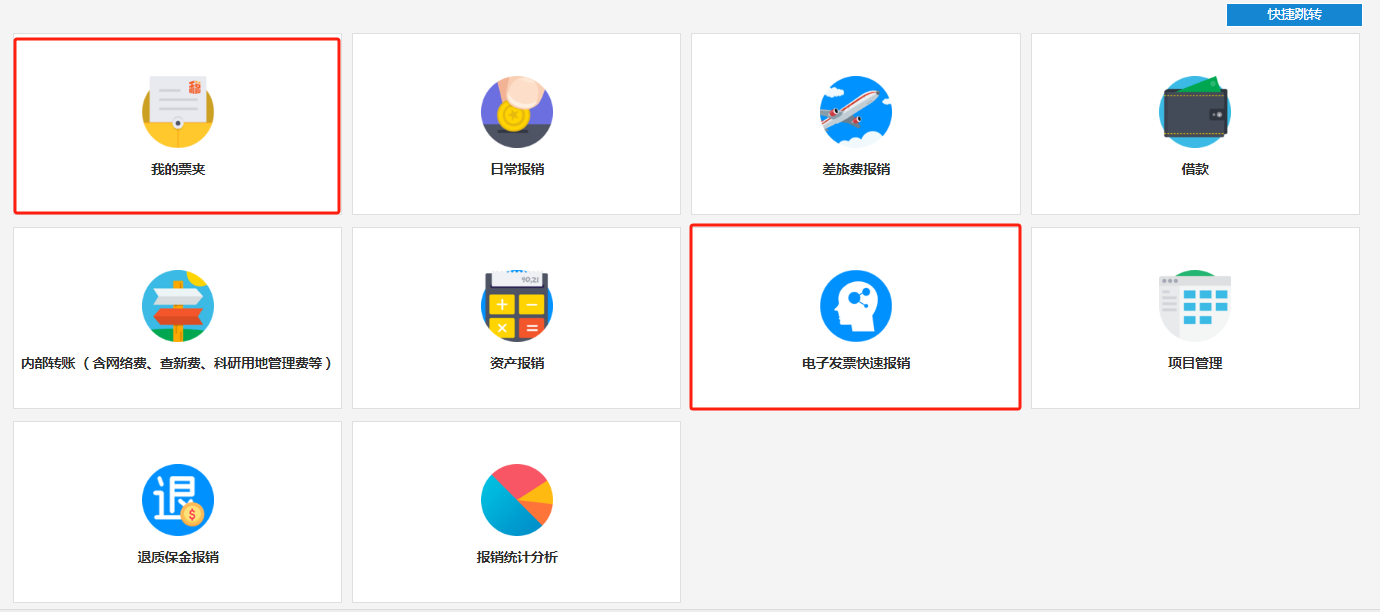 快捷跳转
我的票夹
日常报销
差旅费报销
借款
内部转账（含网络费、查新费、科研用地管理费等）
90,21
资产报销
电子发票快速报销
项目管理
退
$
退质保金报销
报销统计分析